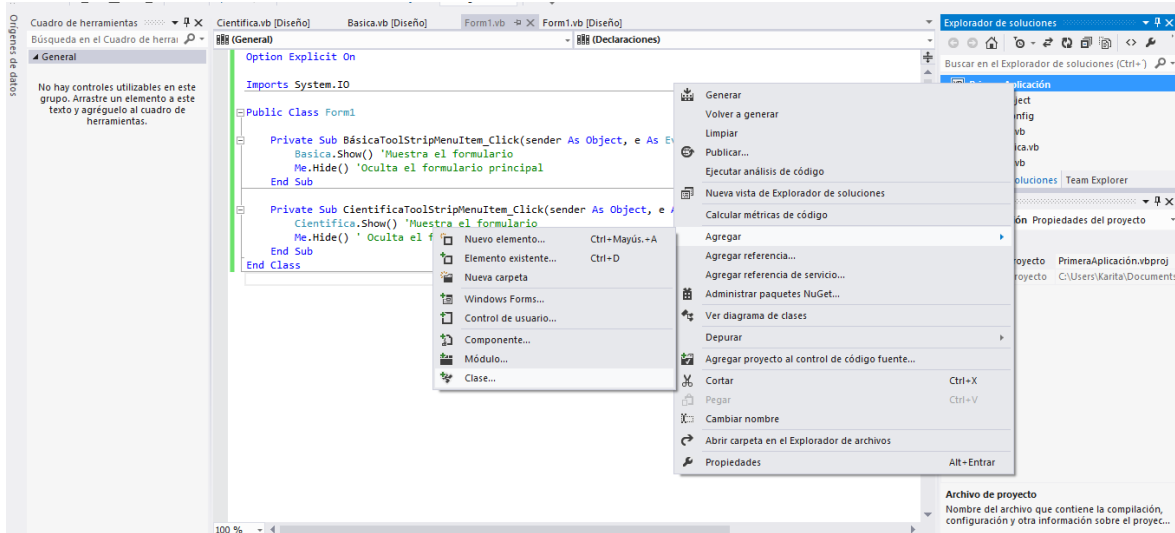 Orígenes de datos
Cuadro de herramientas
Búsqueda en el Cuadro de herrai
General
No hay controles utilizables en este
grupo. Arrastre un elemento a este
texto y agréguelo al cuadro de
herramientas.
Cientifica.vb [Diseño]
Basica.vb [Diseño]
Form1.vb
Form1.vb [Diseño]
(General)
(Declaraciones)
Option Explicit On
Imports System.IO
Public Class Form1
Private Sub BásicaToolStripMenuItem_Click(sender As Object, e As Ev
Basica.Show() 'Muestra el formulario
Me.Hide() 'Oculta el formulario principal
End Sub
Private Sub CientificaToolStripMenuItem_Click(sender As Object, e A
Cientifica.Show() 'Muestra el formulario
Me.Hide() ' Oculta el f
End Sub
End Class
100 %
Nuevo elemento... Ctrl+Mayús.+A
Elemento existente... Ctrl+D
Nueva carpeta
Windows Forms...
Control de usuario...
Componente...
Módulo...
Clase...
Generar
Volver a generar
Limpiar
Publicar...
Ejecutar análisis de código
Nueva vista de Explorador de soluciones
Calcular métricas de código
Agregar
Agregar referencia...
Agregar referencia de servicio...
Administrar paquetes NuGet...
Ver diagrama de clases
Depurar
Agregar proyecto al control de código fuente...
Cortar Ctrl+X
Pegar Ctrl+V
Cambiar nombre
Abrir carpeta en el Explorador de archivos
Propiedades Alt+Entrar
Explorador de soluciones
Buscar en el Explorador de soluciones (Ctrl+¨)
plicación
ject
nfig
vb
ica.vb
vb
oluciones Team Explorer
ón Propiedades del proyecto
oyecto PrimeraAplicación.vbproj
royecto C:\Users\Karita\Documents
Archivo de proyecto
Nombre del archivo que contiene la compilación,
configuración y otra información sobre el proyec...